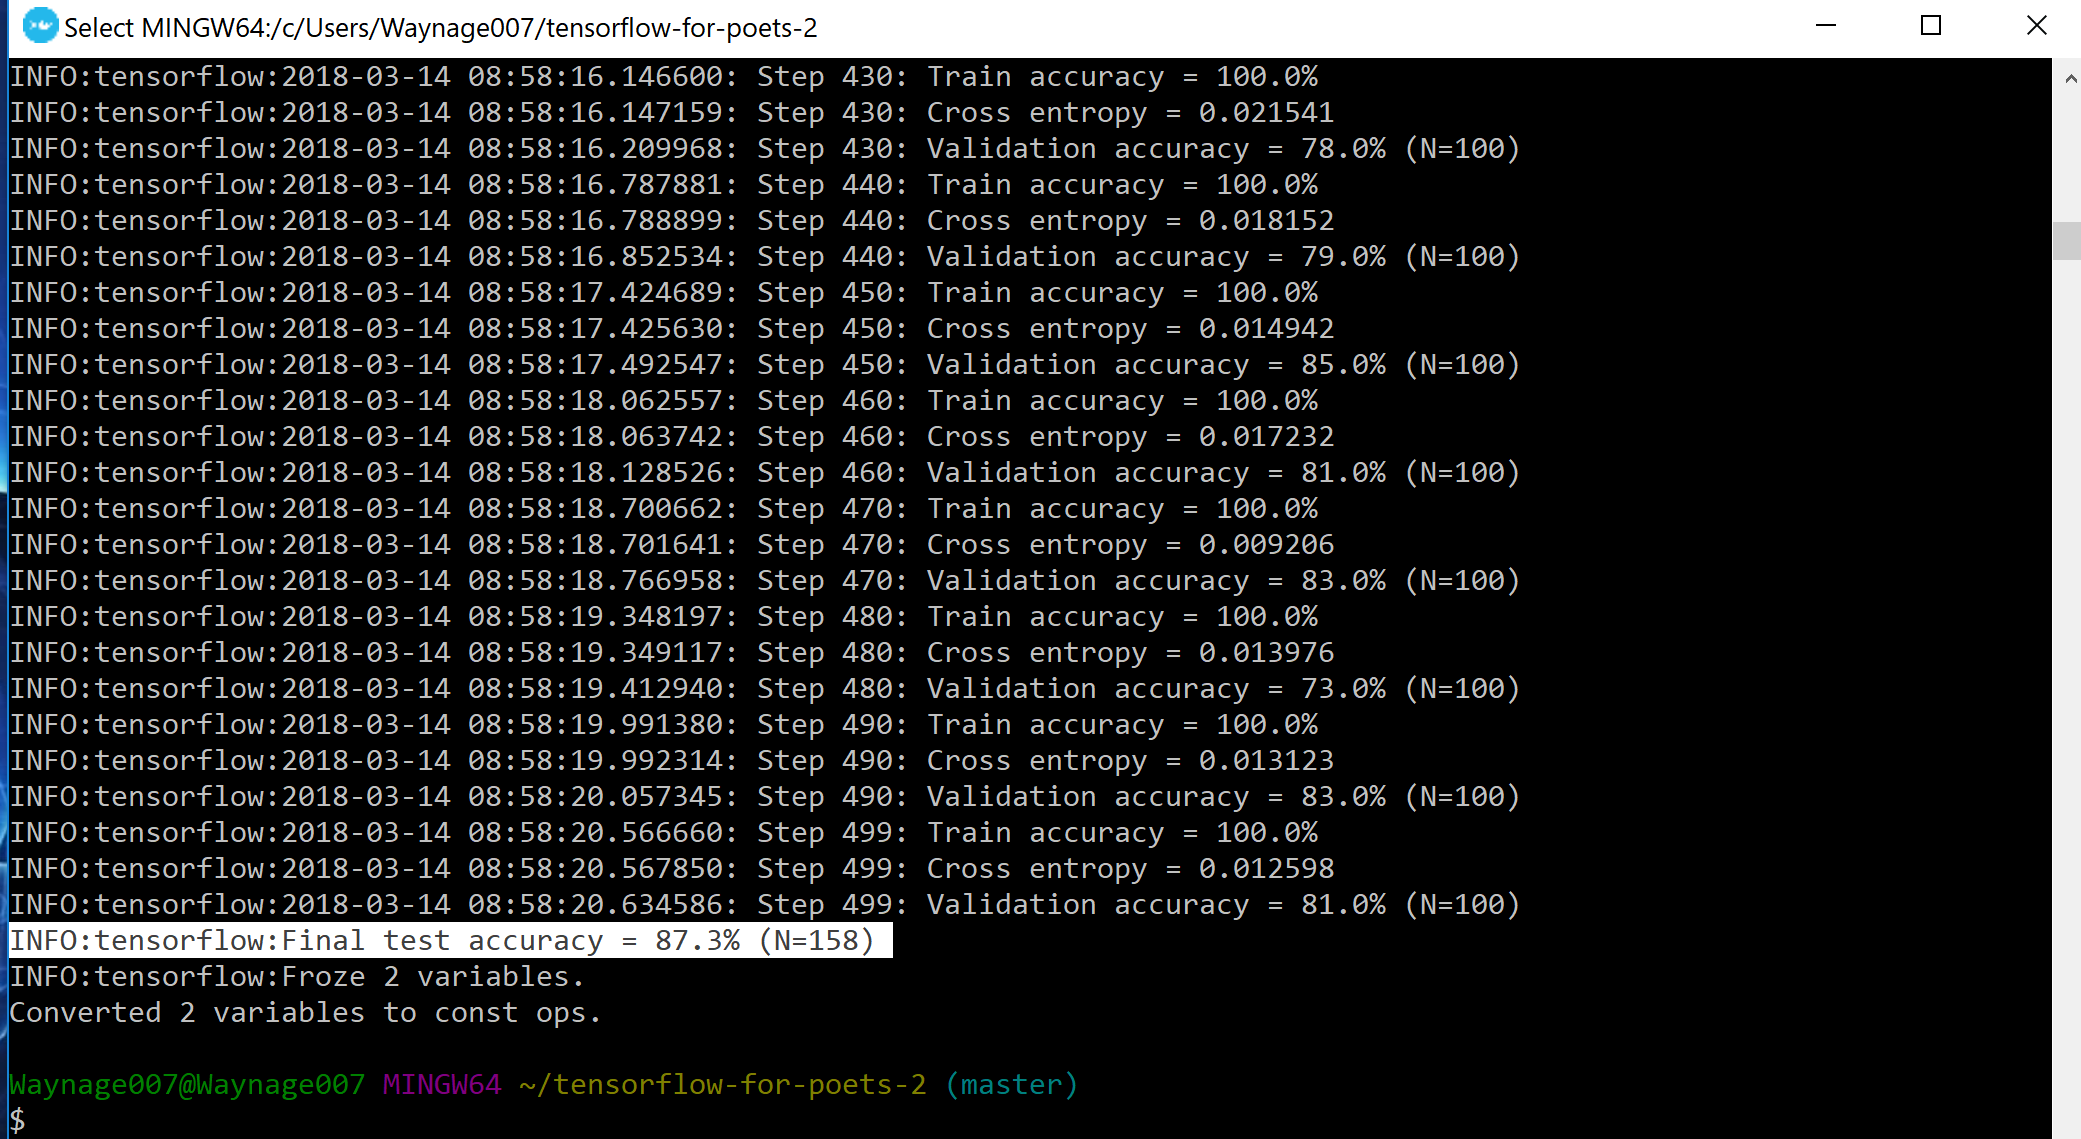 Select MINGW64:/c/Users/Waynage007/tensorflow-for-poets-2
INFO:tensorflow:2018-03-14 08:58:16.146600: Step 430: Train accuracy = 100.0%
INFO:tensorflow:2018-03-14 08:58:16.147159: Step 430: Cross entropy = 0.021541
INFO:tensorflow:2018-03-14 08:58:16.209968: Step 430: Validation accuracy = 78.0% (N=100)
INFO:tensorflow:2018-03-14 08:58:16.787881: Step 440: Train accuracy = 100.0%
INFO:tensorflow:2018-03-14 08:58:16.788899: Step 440: Cross entropy = 0.018152
INFO:tensorflow:2018-03-14 08:58:16.852534: Step 440: Validation accuracy = 79.0% (N=100)
INFO:tensorflow:2018-03-14 08:58:17.424689: Step 450: Train accuracy = 100.0%
INFO:tensorflow:2018-03-14 08:58:17.425630: Step 450: Cross entropy = 0.014942
INFO:tensorflow:2018-03-14 08:58:17.492547: Step 450: Validation accuracy = 85.0% (N=100)
INFO:tensorflow:2018-03-14 08:58:18.062557: Step 460: Train accuracy = 100.0%
INFO:tensorflow:2018-03-14 08:58:18.063742: Step 460: Cross entropy = 0.017232
INFO:tensorflow:2018-03-14 08:58:18.128526: Step 460: Validation accuracy = 81.0% (N=100)
INFO:tensorflow:2018-03-14 08:58:18.700662: Step 470: Train accuracy = 100.0%
INFO:tensorflow:2018-03-14 08:58:18.701641: Step 470: Cross entropy = 0.009206
INFO:tensorflow:2018-03-14 08:58:18.766958: Step 470: Validation accuracy = 83.0% (N=100)
INFO:tensorflow:2018-03-14 08:58:19.348197: Step 480: Train accuracy = 100.0%
INFO:tensorflow:2018-03-14 08:58:19.349117: Step 480: Cross entropy = 0.013976
INFO:tensorflow:2018-03-14 08:58:19.412940: Step 480: Validation accuracy = 73.0% (N=100)
INFO:tensorflow:2018-03-14 08:58:19.991380: Step 490: Train accuracy = 100.0%
INFO:tensorflow:2018-03-14 08:58:19.992314: Step 490: Cross entropy = 0.013123
INFO:tensorflow:2018-03-14 08:58:20.057345: Step 490: Validation accuracy = 83.0% (N=100)
INFO:tensorflow:2018-03-14 08:58:20.566660: Step 499: Train accuracy = 100.0%
INFO:tensorflow:2018-03-14 08:58:20.567850: Step 499: Cross entropy = 0.012598
INFO:tensorflow:2018-03-14 08:58:20.634586: Step 499: Validation accuracy = 81.0% (N=100)
INFO:tensorflow:Final test accuracy = 87.3% (N=158)
INFO:tensorflow:Froze 2 variables.
Converted 2 variables to const ops.
Waynage007@Waynage007 MINGW64 ~/tensorflow-for-poets-2 (master)
$